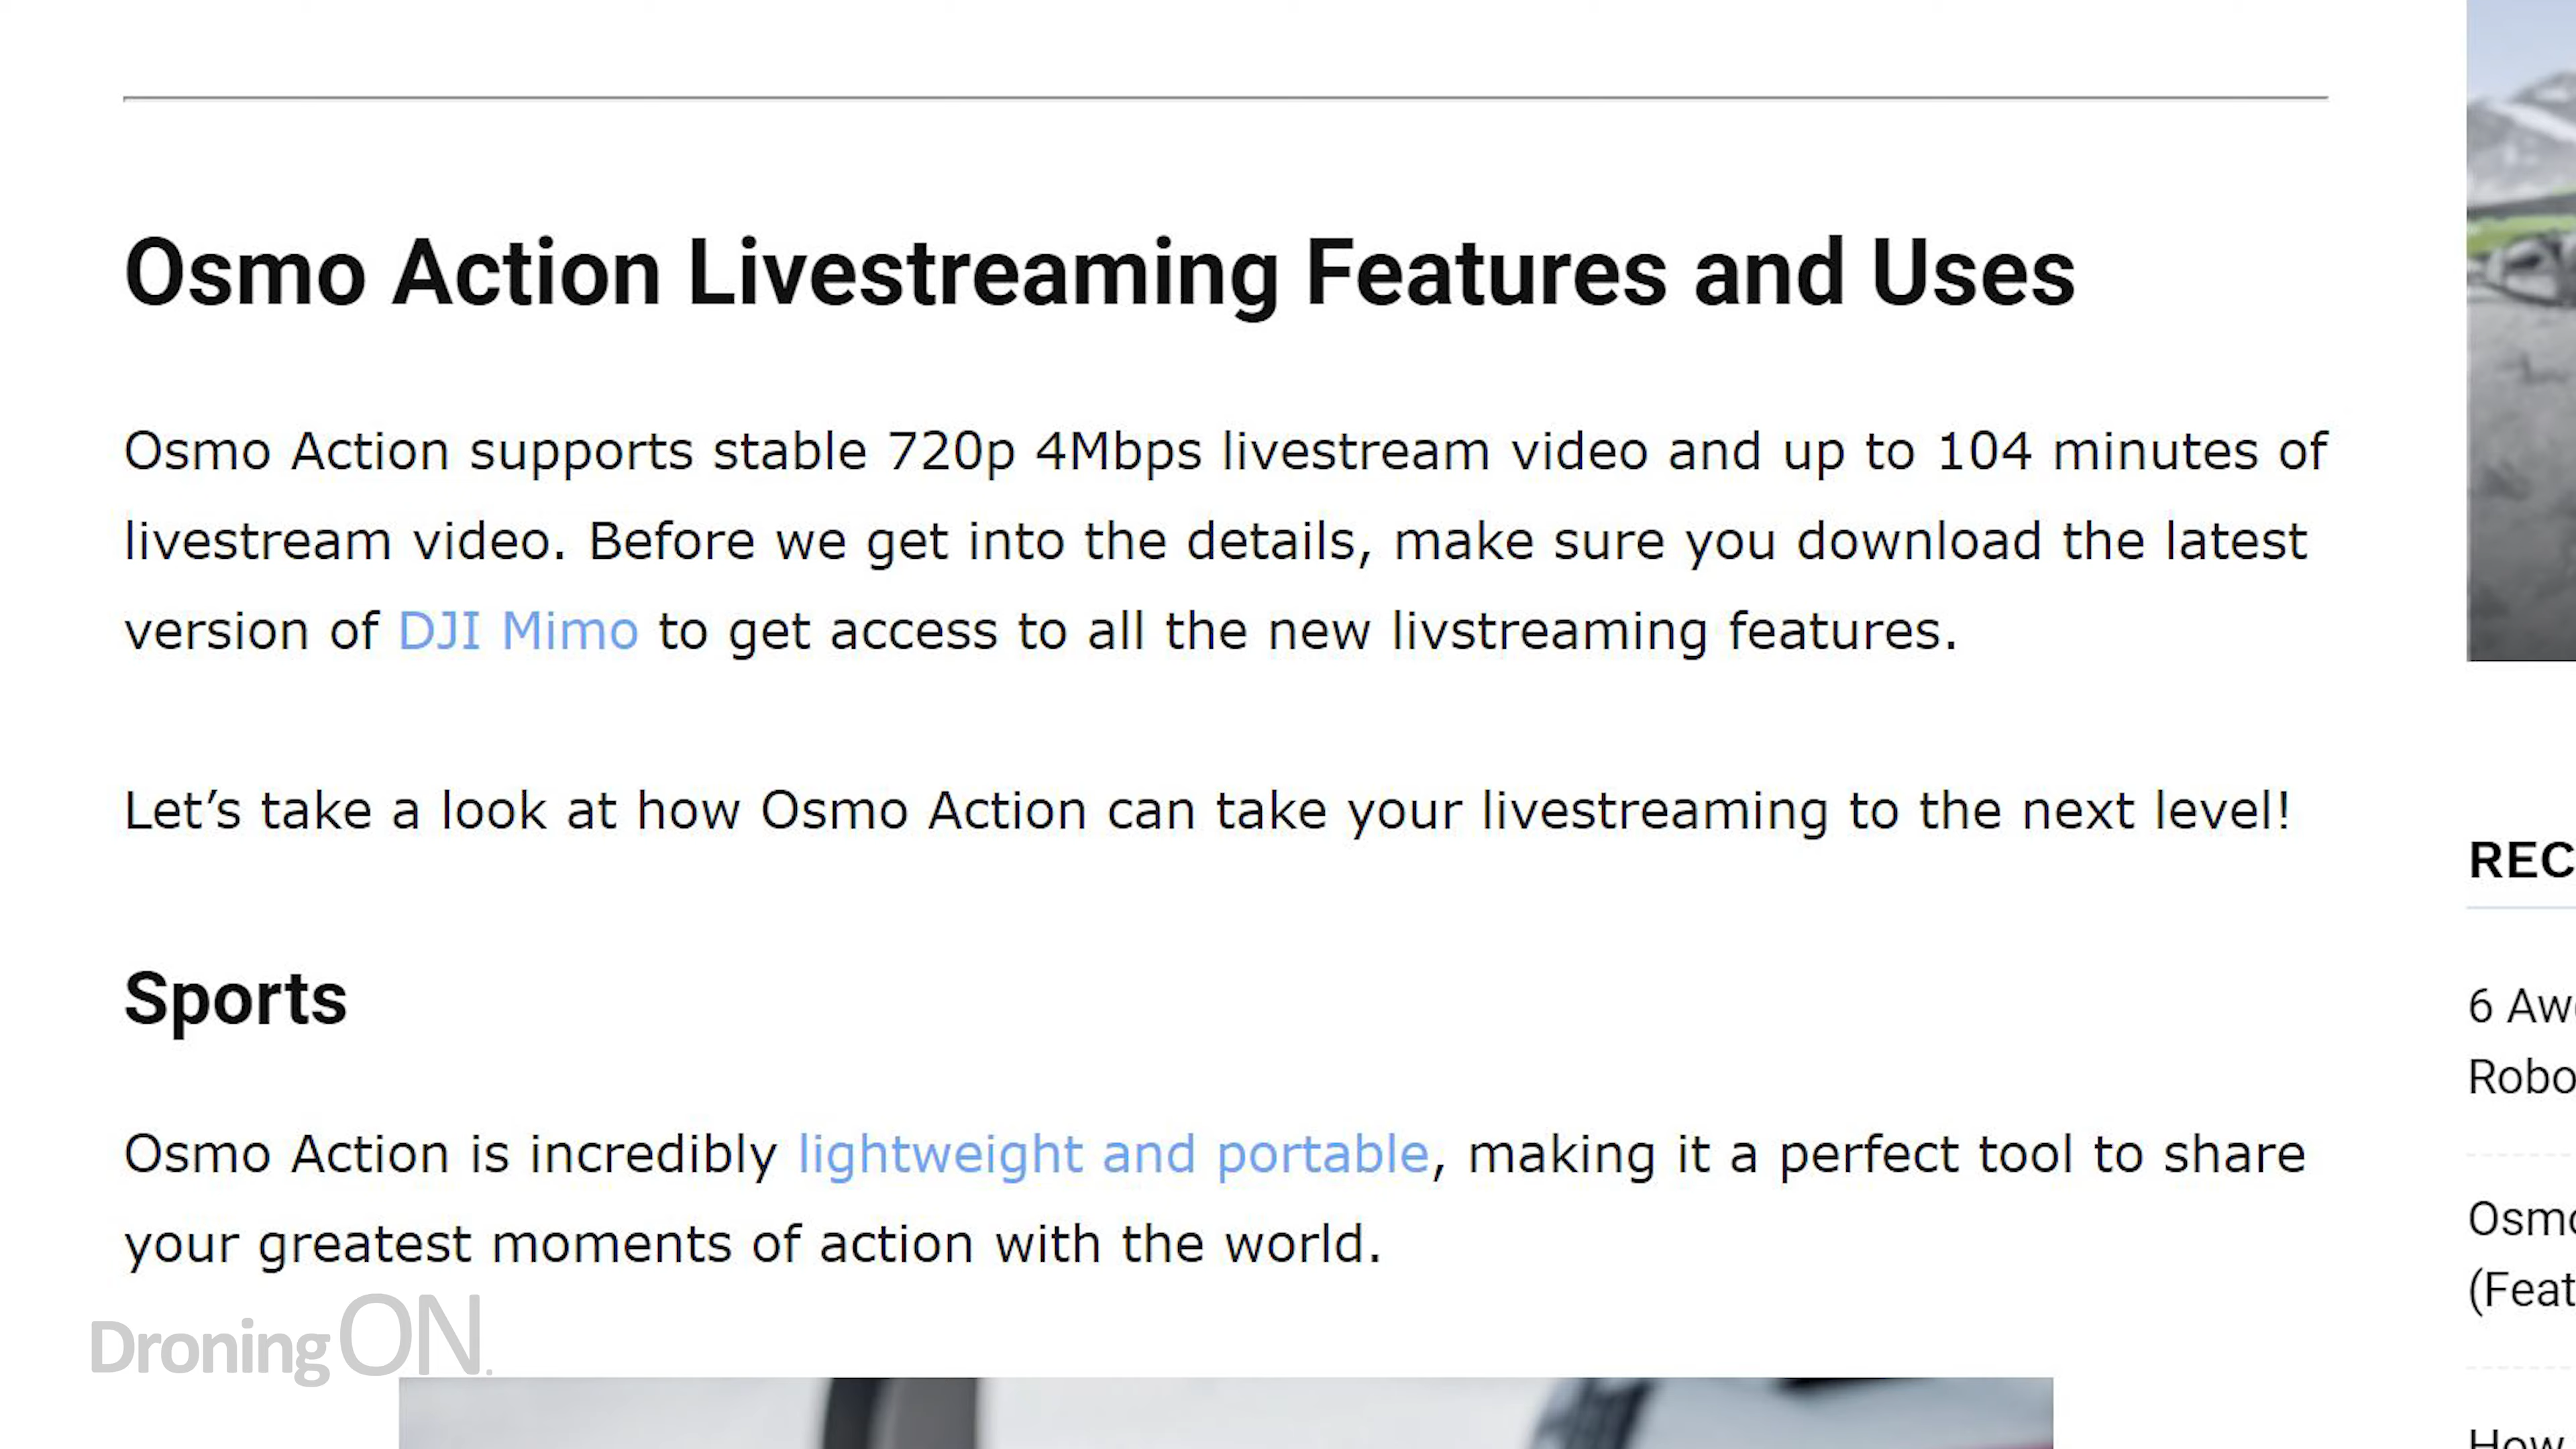 Osmo Action Livestreaming Features and Uses
Osmo Action supports stable 720p 4Mbps livestream video and up to 104 minutes of
livestream video. Before we get into the details, make sure you download the latest
version of DJI Mimo to get access to all the new livstreaming features.
Let’s take a look at how Osmo Action can take your livestreaming to the next level!
Sports
Osmo Action is incredibly lightweight and portable, making it a perfect tool to share
your greatest moments of action with the world.
DroningON.
6